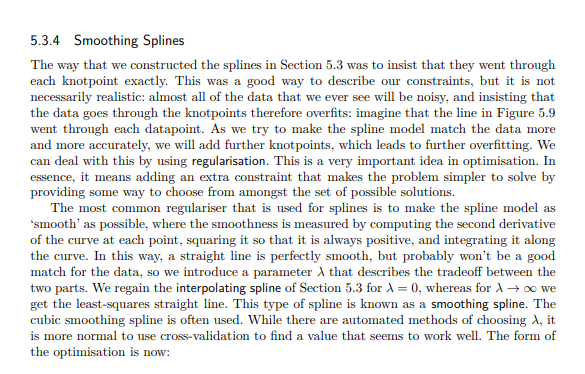 5.3.4 Smoothing Splines
The way that we constructed the splines in Section 5.3 was to insist that they went through
each knotpoint exactly. This was a good way to describe our constraints, but it is not
necessarily realistic: almost all of the data that we ever see will be noisy, and insisting that
the data goes through the knotpoints therefore overfits: imagine that the line in Figure 5.9
went through each datapoint. As we try to make the spline model match the data more
and more accurately, we will add further knotpoints, which leads to further overfitting. We
can deal with this by using regularisation. This is a very important idea in optimisation. In
essence, it means adding an extra constraint that makes the problem simpler to solve by
providing some way to choose from amongst the set of possible solutions.
The most common regulariser that is used for splines is to make the spline model as
‘smooth’ as possible, where the smoothness is measured by computing the second derivative
of the curve at each point, squaring it so that it is always positive, and integrating it along
the curve. In this way, a straight line is perfectly smooth, but probably won’t be a good
match for the data, so we introduce a parameter λ that describes the tradeoff between the
two parts. We regain the interpolating spline of Section 5.3 for λ = 0, whereas for λ → ∞ we
get the least-squares straight line. This type of spline is known as a smoothing spline. The
cubic smoothing spline is often used. While there are automated methods of choosing λ, it
is more normal to use cross-validation to find a value that seems to work well. The form of
the optimisation is now: